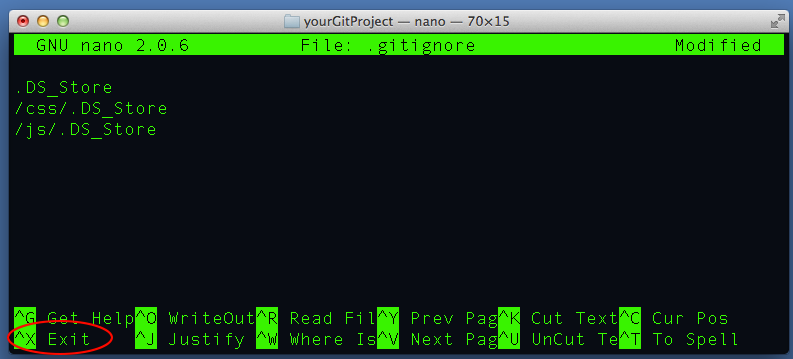 yourGitProject — nano — 70×15
GNU nano 2.0.6 File: .gitignore Modified
.DS_Store
/css/.DS_Store
/js/.DS_Store
^G Get Help ^O WriteOut ^R Read Fil ^Y Prev Pag ^K Cut Text ^C Cur Pos
^X Exit ^J Justify ^W Where Is ^V Next Pag ^U UnCut Te ^T To Spell